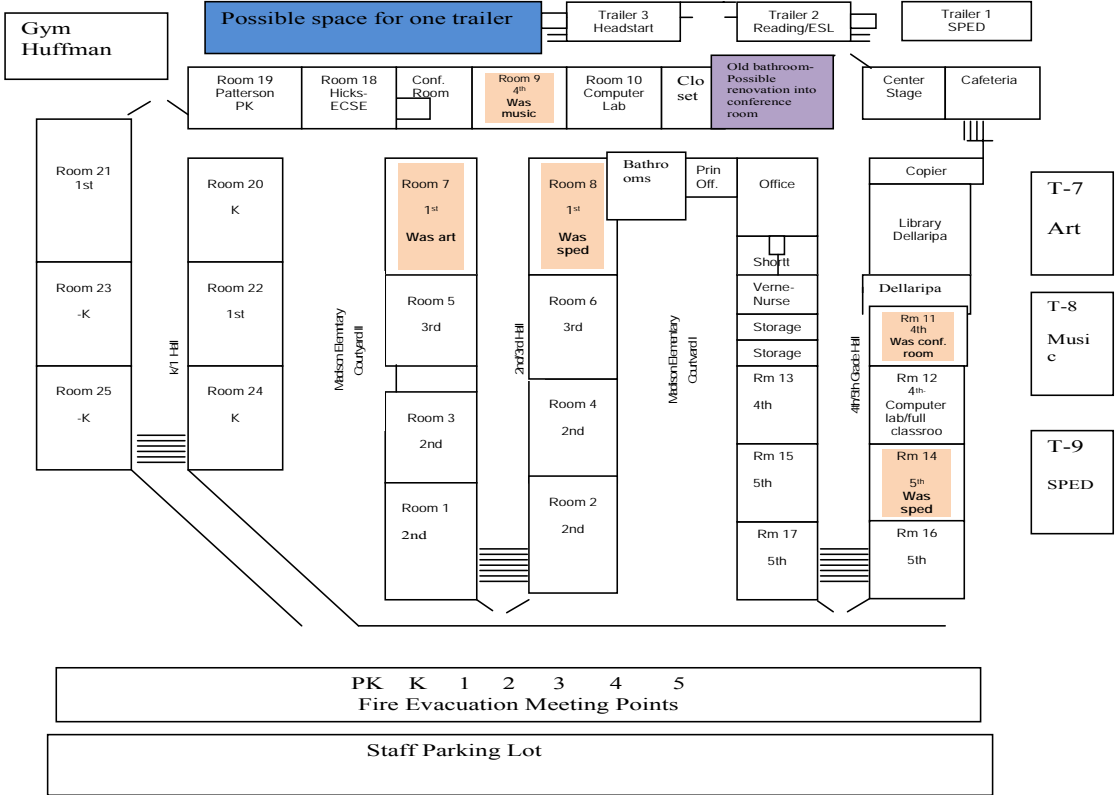 Gym
Huffman
Possible space for one trailer
Trailer 3
Headstart
Trailer 2
Reading/ESL
Trailer 1
SPED
Room 19
Patterson
PK
Room 18
Hicks-
ECSE
Conf.
Room
Room 9
4th
Was
music
Room 10
Computer
Lab
Clo
set
Old bathroom-
Possible
renovation into
conference
room
Center
Stage
Cafeteria
Room 21
1st
Room 20
K
Room 7
1st
Was art
Room 8
1st
Was
sped
Bathro
oms
Prin
Off.
Office
Copier
Library
Dellaripa
T-7
Art
Shortt
Room 23
-K
Room 22
1st
Room 5
3rd
Room 6
3rd
Verne-
Nurse
Dellaripa
Storage
Storage
Rm 11
4th
Was conf.
room
T-8
Musi
c
k/1 Hall
Madison Elementary
Courtyard II
2nd/3rd Hall
Madison Elementary
Courtyard I
4th/5th Grade Hall
Room 25
-K
Room 24
K
Room 3
2nd
Room 4
2nd
Rm 13
4th
Rm 12
4th-
Computer
lab/full
classroo
T-9
SPED
Room 1
2nd
Room 2
2nd
Rm 15
5th
Rm 14
5th
Was
sped
Rm 17
5th
Rm 16
5th
PK K 1 2 3 4 5
Fire Evacuation Meeting Points
Staff Parking Lot